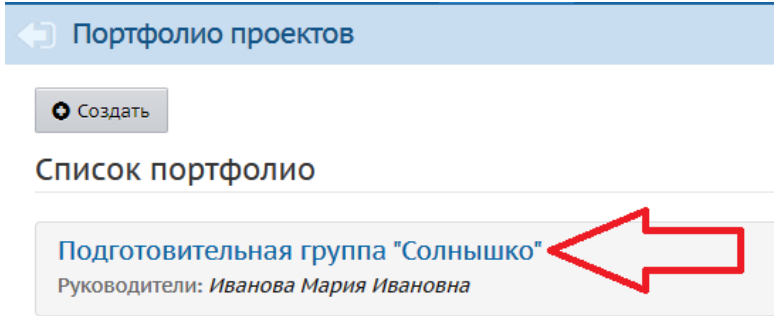 Портфолио проектов
Создать
Список портфолио
Подготовительная группа "Солнышко"
Руководители: Иванова Мария Ивановна